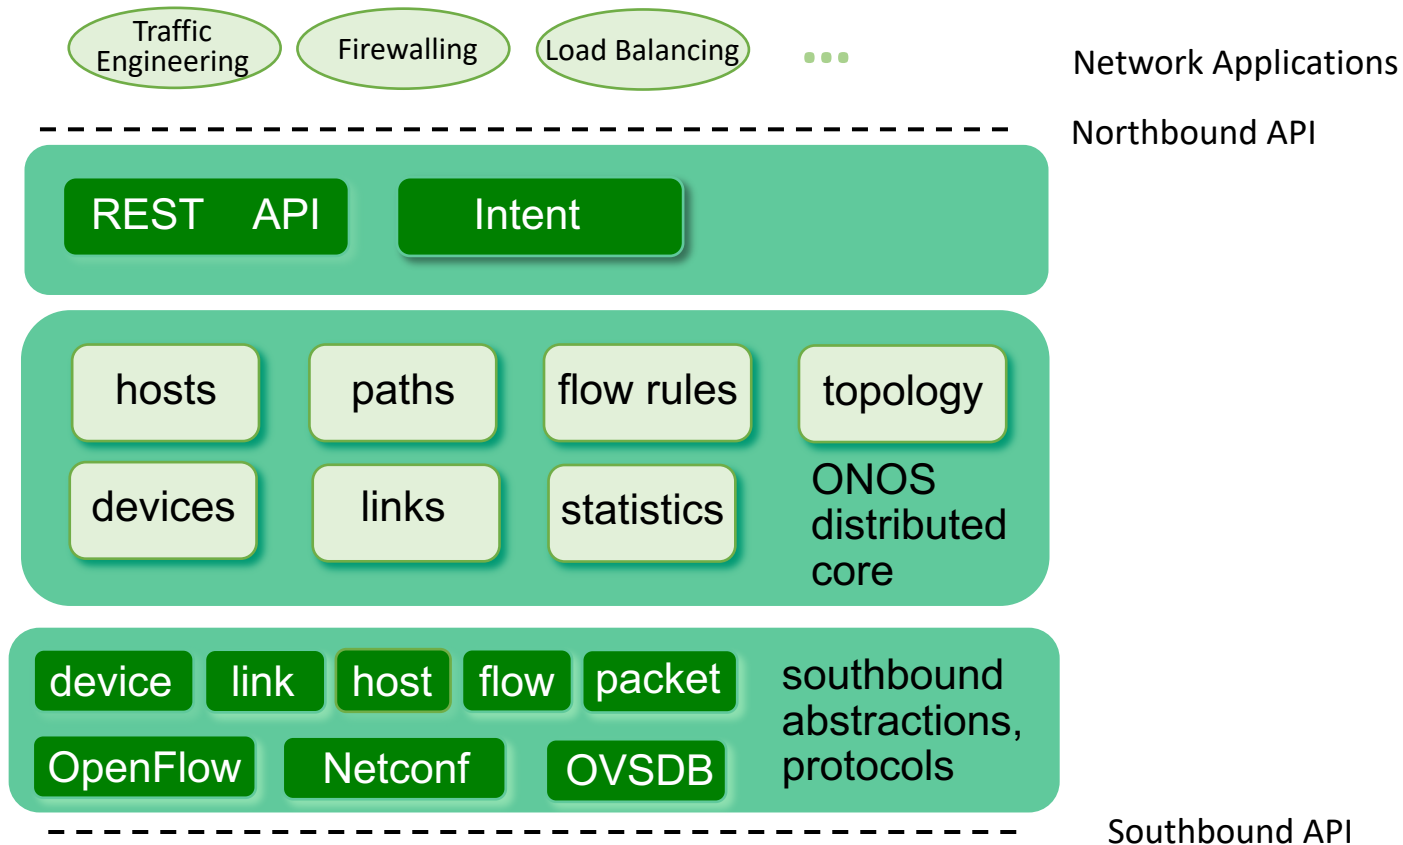 Traffic
Engineering
Firewalling
Load Balancing
...
Network Applications
Northbound API
REST API
Intent
hosts
paths
flow rules
topology
devices
links
statistics
ONOS
distributed
core
device
link
host
flow
packet
southbound
abstractions,
protocols
OpenFlow
Netconf
OVSDB
Southbound API